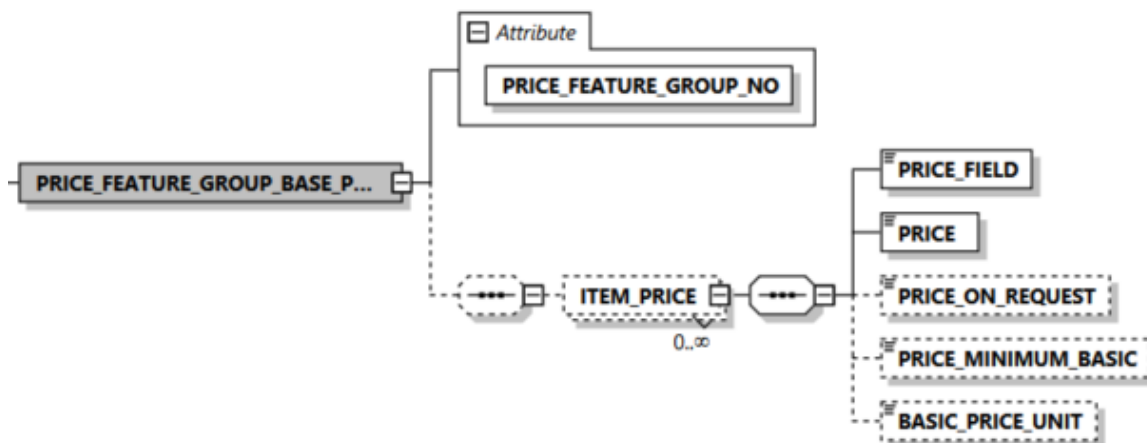 Attribute
PRICE_FEATURE_GROUP_NO
PRICE_FEATURE_GROUP_BASE_P...
PRICE_FIELD
PRICE
ITEM_PRICE
0..∞
PRICE_ON_REQUEST
PRICE_MINIMUM_BASIC
BASIC_PRICE_UNIT